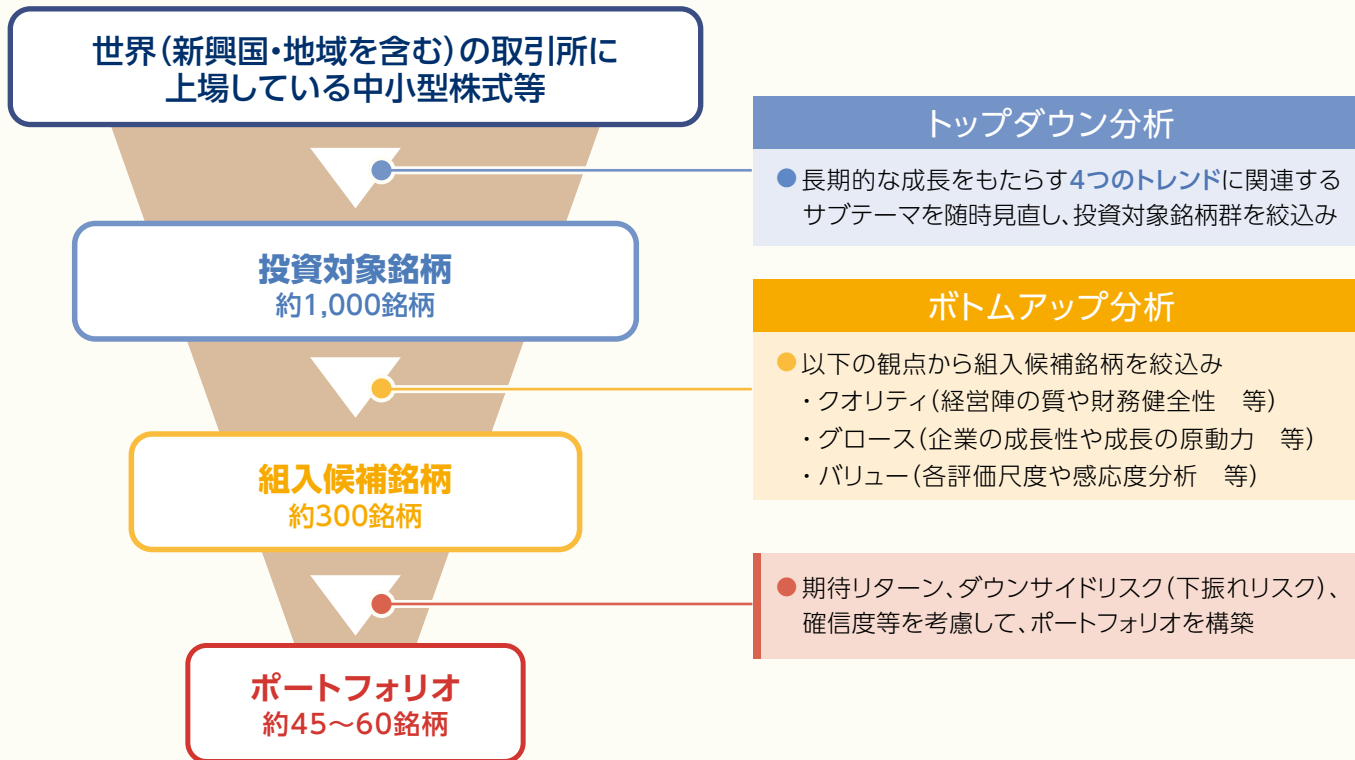 世界(新興国・地域を含む)の取引所に
上場している中小型株式等
トップダウン分析
●長期的な成長をもたらす4つのトレンドに関連する
サブテーマを随時見直し、投資対象銘柄群を絞込み
投資対象銘柄
約1,000銘柄
ボトムアップ分析
●以下の観点から組入候補銘柄を絞込み
・クオリティ(経営陣の質や財務健全性　等)
・グロース(企業の成長性や成長の原動力　等)
・バリュー(各評価尺度や感応度分析　等)
組入候補銘柄
約300銘柄
●期待リターン、ダウンサイドリスク(下振れリスク)、
確信度等を考慮して、ポートフォリオを構築
ポートフォリオ
約45～60銘柄